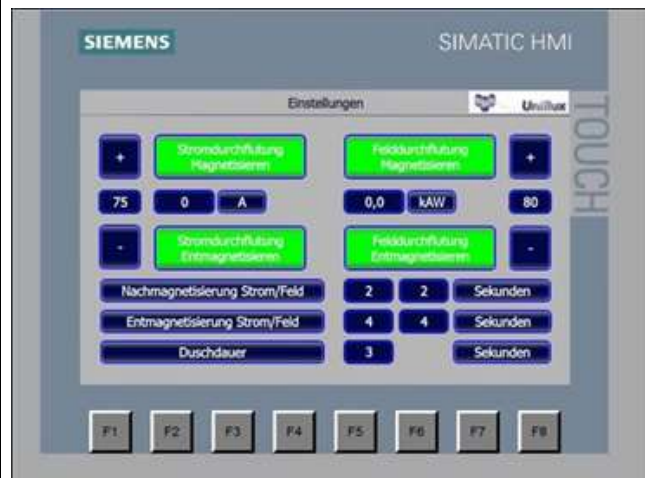 SIEMENS
SIMATIC HMI
TOUCH
Einstellungen
Uniflux
+
Stromdurchflutung
Magnetisieren
Felddurchflutung
Magnetisieren
+
75 0 A 0,0 kAW 80
-
Stromdurchflutung
Entmagnetisieren
Felddurchflutung
Entmagnetisieren
-
Nachmagnetisierung Strom/Feld 2 2 Sekunden
Entmagnetisierung Strom/Feld 4 4 Sekunden
Duschdauer 3 Sekunden
F1 F2 F3 F4 F5 F6 F7 F8